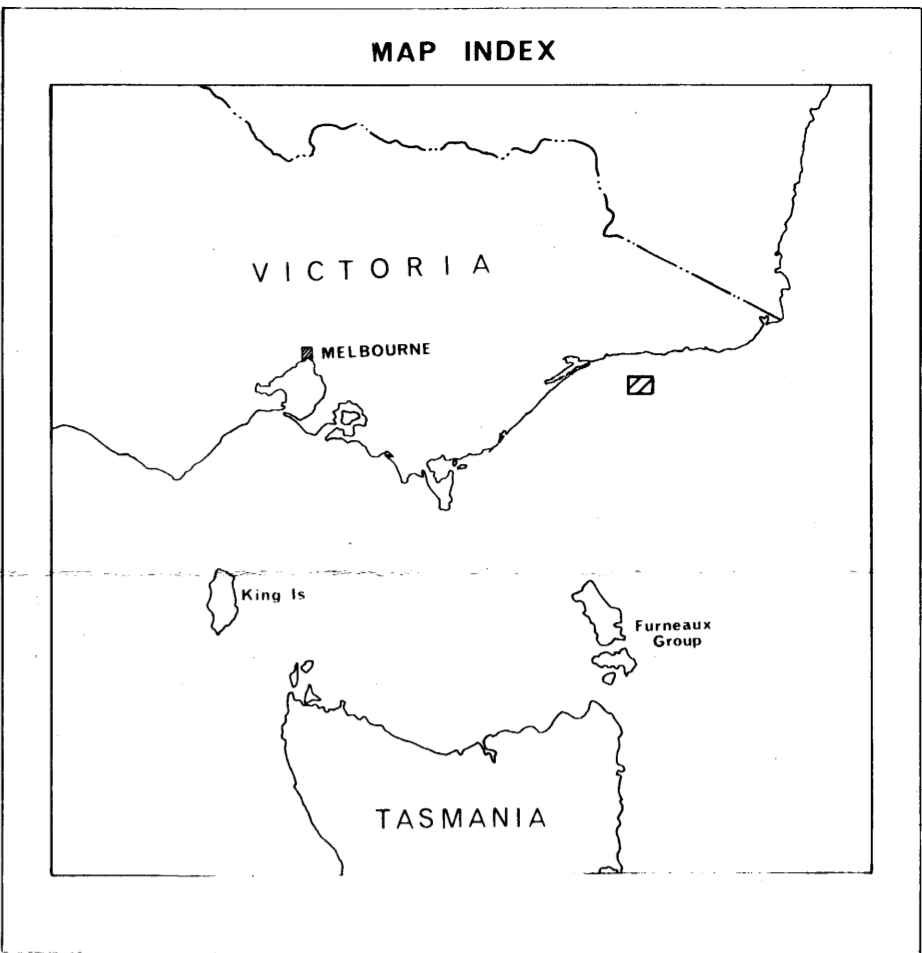 MAP INDEX
VICTORIA
MELBOURNE
King Is
Furneaux
Group
TASMANIA